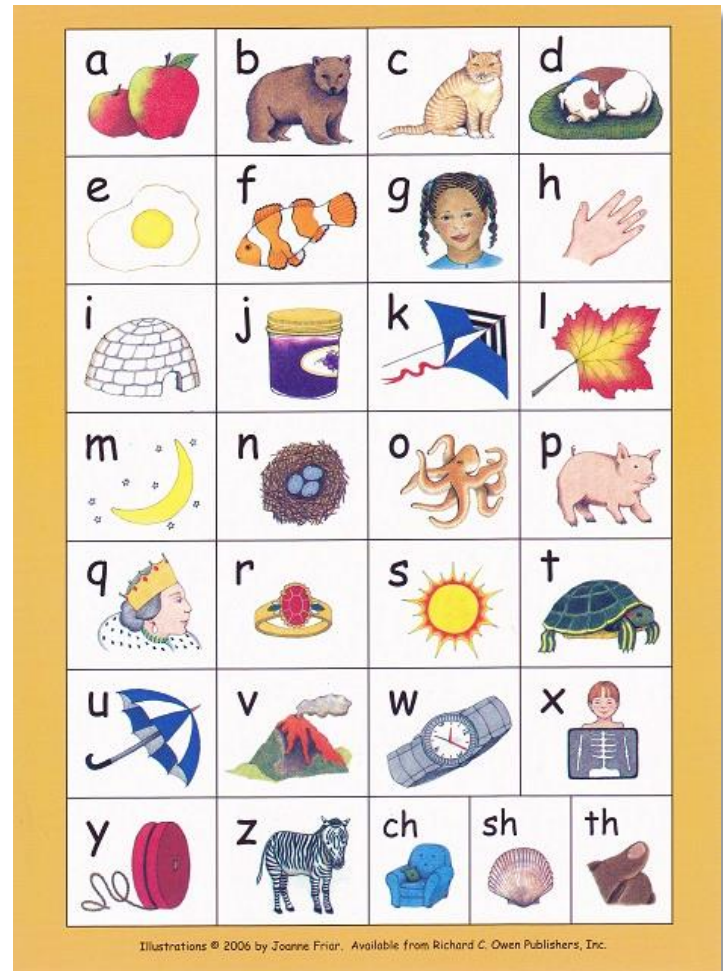 a b c d
e f g h
i j k l
m n o p
q r s t
u v w x
y z ch sh th
Illustrations © 2006 by Joanne Friar. Available from Richard C. Owen Publishers, Inc.